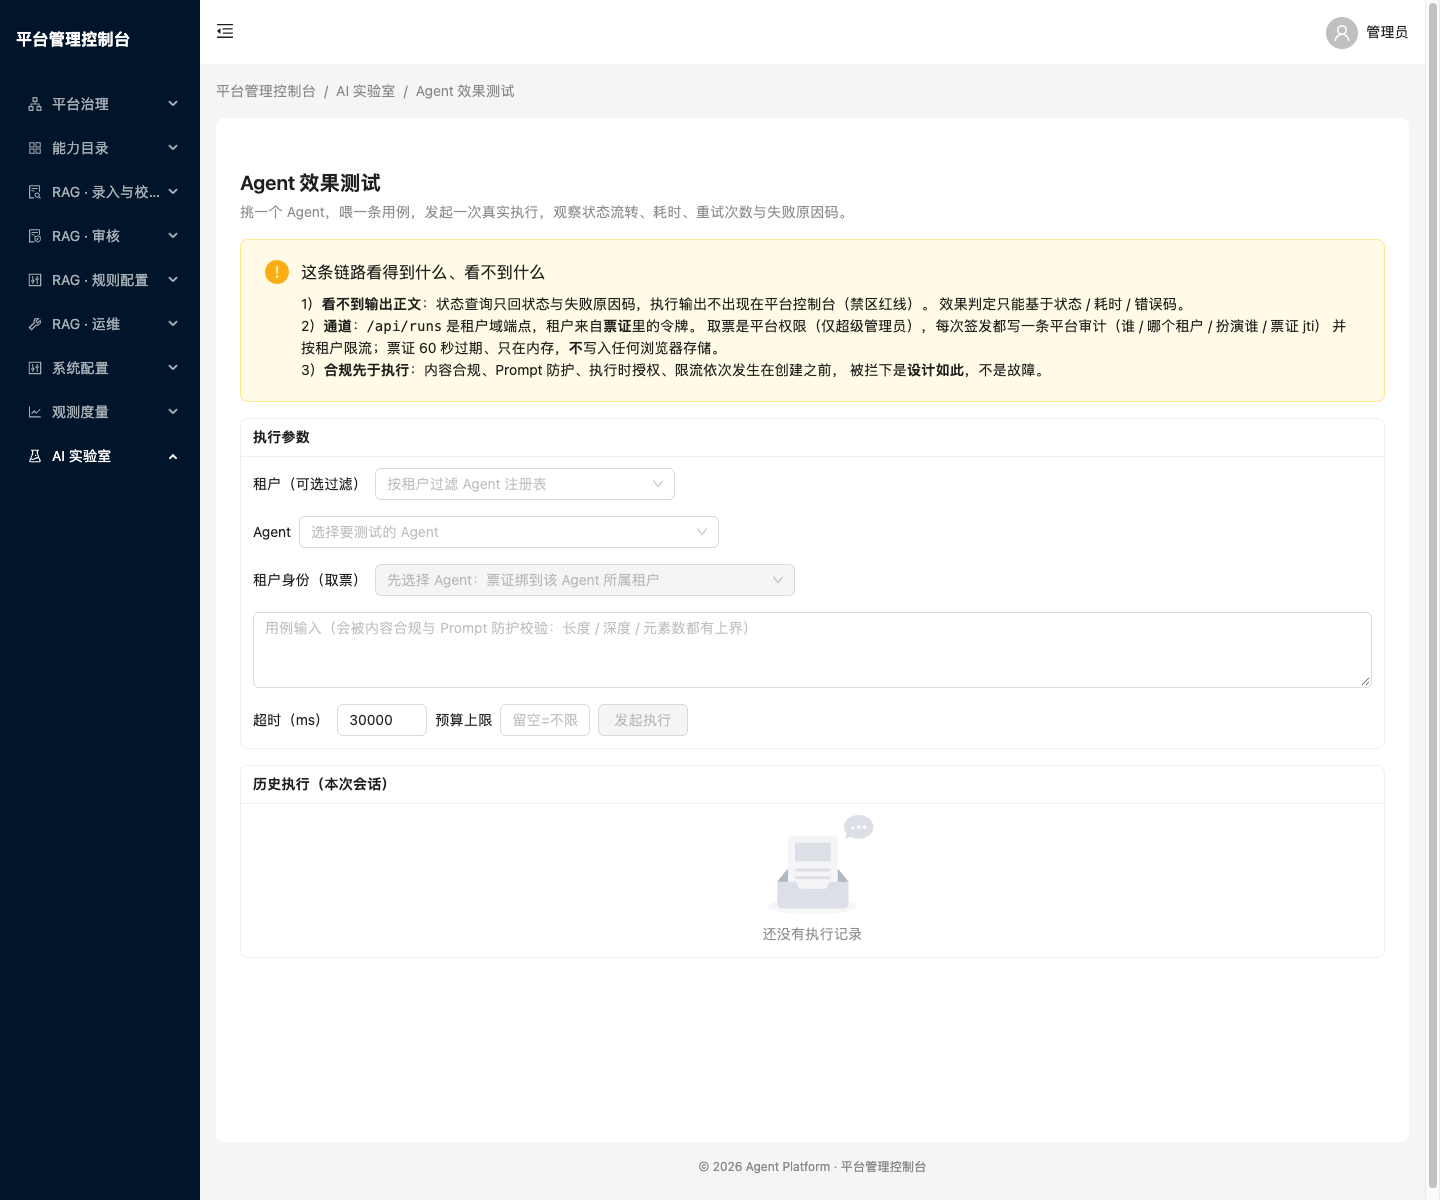 平台管理控制台
管理员
平台治理
能力目录
RAG · 录入与校...
RAG · 审核
RAG · 规则配置
RAG · 运维
系统配置
观测度量
AI 实验室
平台管理控制台 / AI 实验室 / Agent 效果测试
Agent 效果测试
挑一个 Agent，喂一条用例，发起一次真实执行，观察状态流转、耗时、重试次数与失败原因码。
这条链路看得到什么、看不到什么
1）看不到输出正文：状态查询只回状态与失败原因码，执行输出不出现在平台控制台（禁区红线）。 效果判定只能基于状态 / 耗时 / 错误码。
2）通道：/api/runs 是租户域端点，租户来自票证里的令牌。 取票是平台权限（仅超级管理员），每次签发都写一条平台审计（谁 / 哪个租户 / 扮演谁 / 票证 jti） 并
按租户限流；票证 60 秒过期、只在内存，不写入任何浏览器存储。
3）合规先于执行：内容合规、Prompt 防护、执行时授权、限流依次发生在创建之前， 被拦下是设计如此，不是故障。
执行参数
租户（可选过滤） 按租户过滤 Agent 注册表
Agent 选择要测试的 Agent
租户身份（取票） 先选择 Agent：票证绑到该 Agent 所属租户
用例输入（会被内容合规与 Prompt 防护校验：长度 / 深度 / 元素数都有上界）
超时（ms） 30000 预算上限 留空=不限 发起执行
历史执行（本次会话）
还没有执行记录
© 2026 Agent Platform · 平台管理控制台